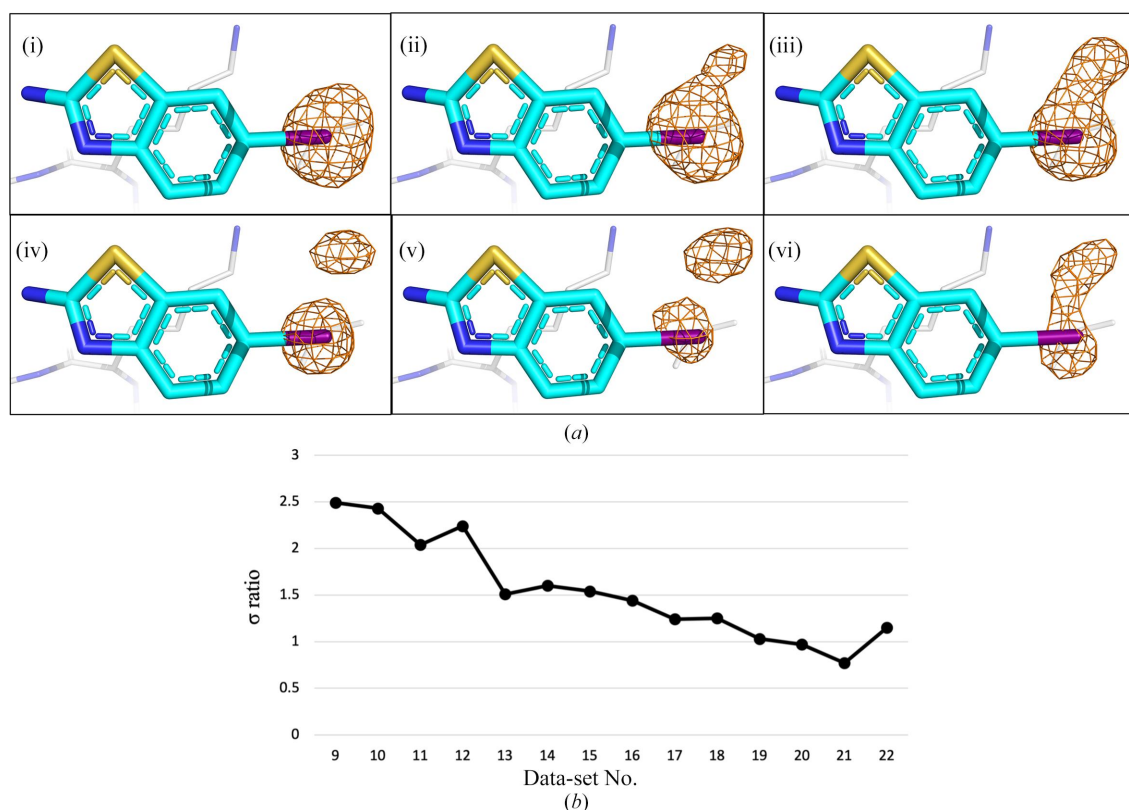 (i) (ii) (iii)
(iv) (v) (vi)
(a)
3
2.5
2
1.5
1
0.5
0
σ ratio
9 10 11 12 13 14 15 16 17 18 19 20 21 22
Data-set No.
(b)